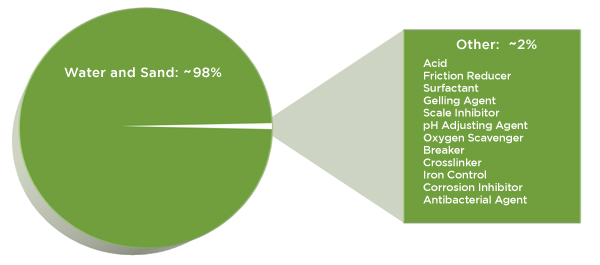 Water and Sand: ~98%
Other: ~2%
Acid
Friction Reducer
Surfactant
Gelling Agent
Scale Inhibitor
pH Adjusting Agent
Oxygen Scavenger
Breaker
Crosslinker
Iron Control
Corrosion Inhibitor
Antibacterial Agent